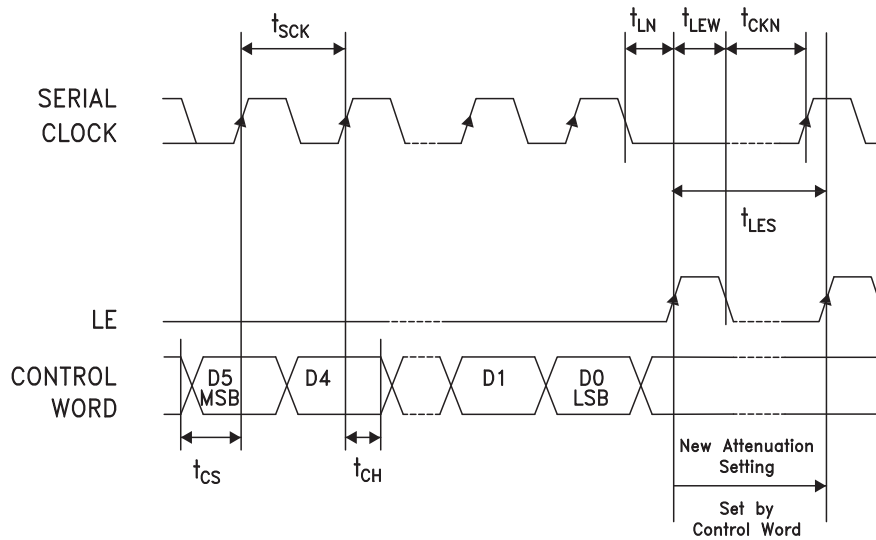 tSCK
tLN
tLEW
tCKN
SERIAL
CLOCK
tLES
LE
CONTROL
WORD
D5
MSB
D4
D1
D0
LSB
tCS
tCH
New Attenuation
Setting
Set by
Control Word